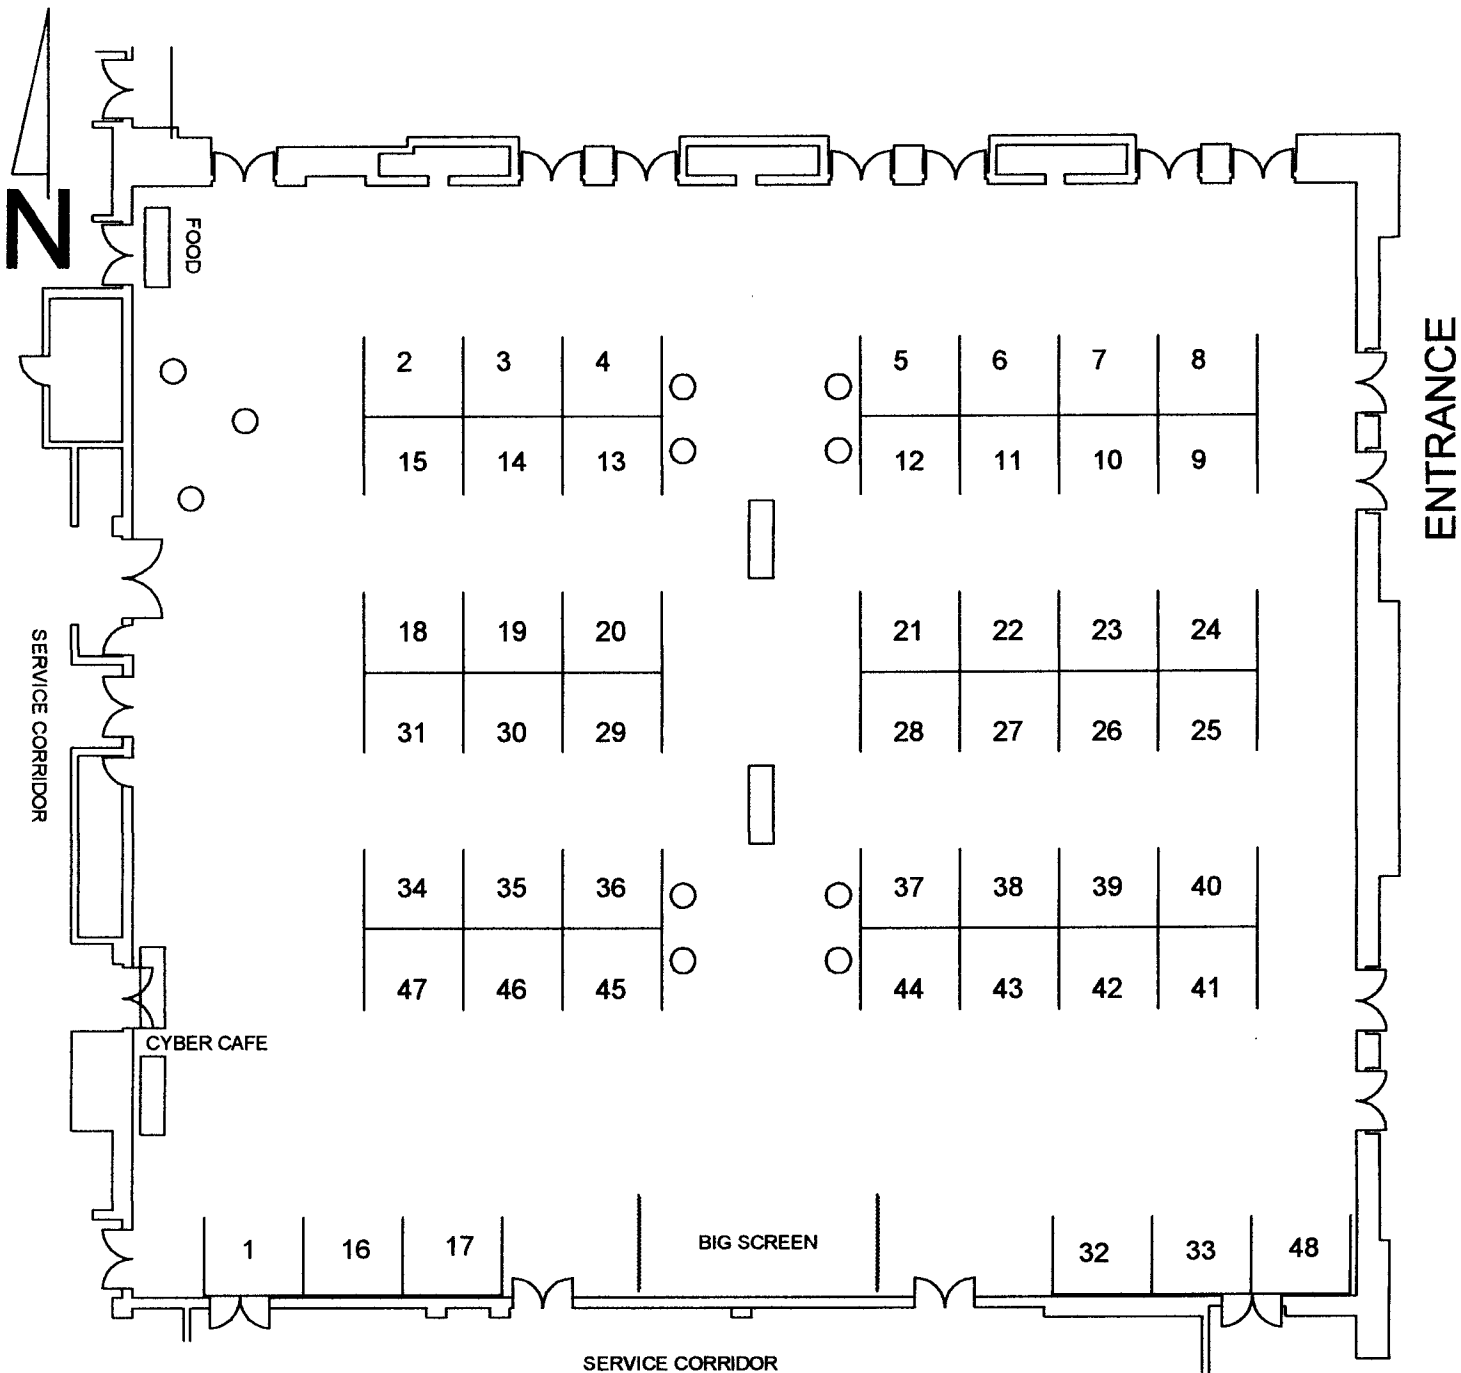 N
FOOD
ENTRANCE
2 3 4 5 6 7 8
15 14 13 12 11 10 9
18 19 20 21 22 23 24
SERVICE CORRIDOR
31 30 29 28 27 26 25
34 35 36 37 38 39 40
47 46 45 44 43 42 41
CYBER CAFE
1 16 17 BIG SCREEN 32 33 48
SERVICE CORRIDOR